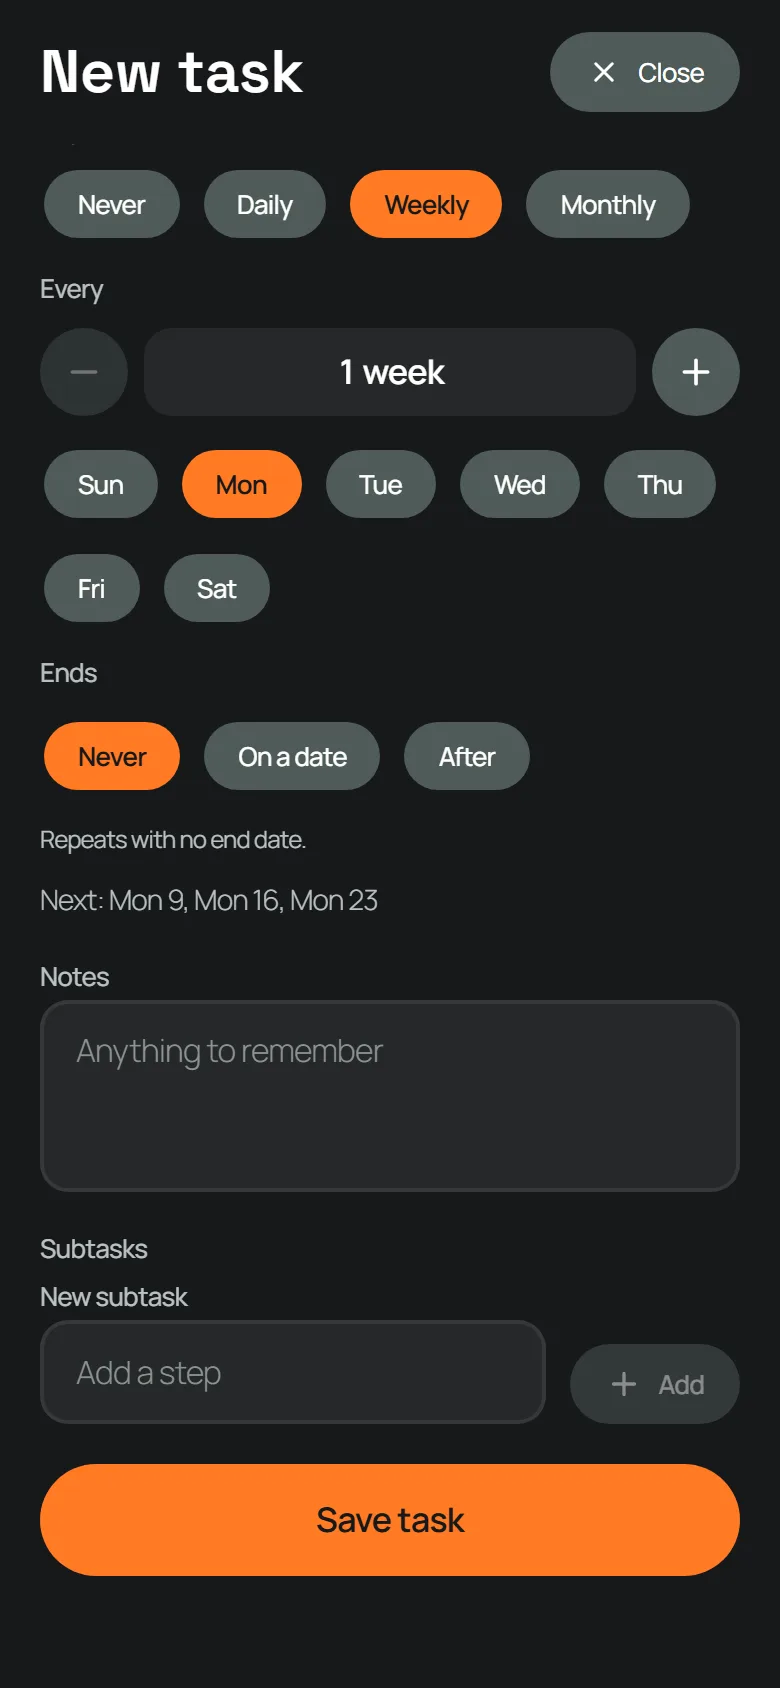 New task
Close
Never Daily Weekly Monthly
Every
1 week
Sun Mon Tue Wed Thu
Fri Sat
Ends
Never On a date After
Repeats with no end date.
Next: Mon 9, Mon 16, Mon 23
Notes
Anything to remember
Subtasks
New subtask
Add a step
Add
Save task